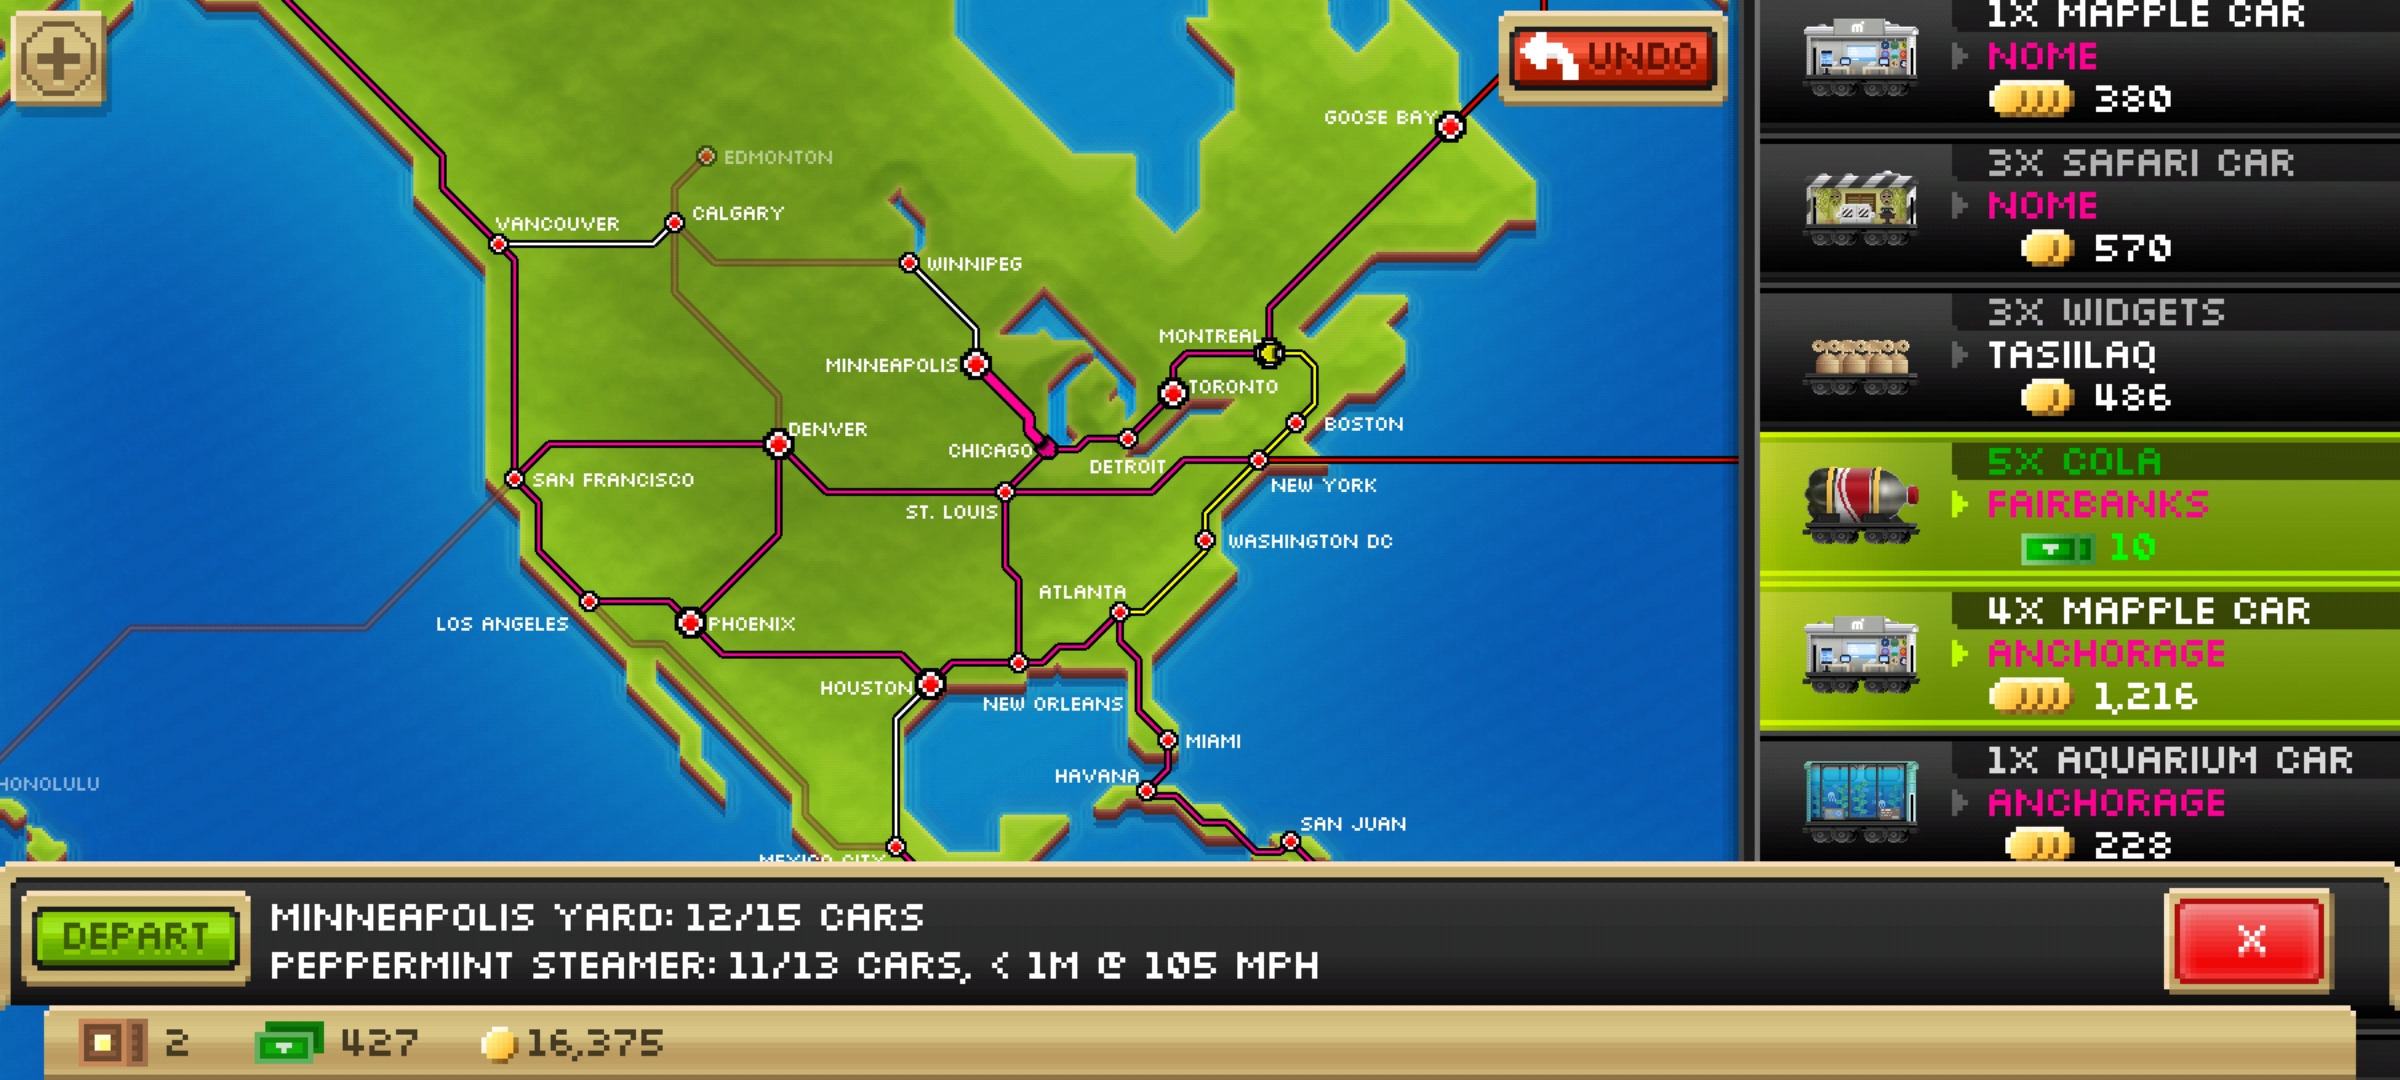 UNDO
GOOSE BAY
EDMONTON
CALGARY
VANCOUVER
WINNIPEG
MONTREAL
MINNEAPOLIS
TORONTO
DENVER
BOSTON
CHICAGO
DETROIT
SAN FRANCISCO
NEW YORK
ST. LOUIS
WASHINGTON DC
ATLANTA
LOS ANGELES
PHOENIX
HOUSTON
NEW ORLEANS
MIAMI
HAVANA
HONOLULU
SAN JUAN
MEXICO CITY
1X MAPPLE CAR
NOME
380
3X SAFARI CAR
NOME
570
3X WIDGETS
TASIILAQ
486
5X COLA
FAIRBANKS
10
4X MAPPLE CAR
ANCHORAGE
1,216
1X AQUARIUM CAR
ANCHORAGE
228
DEPART
MINNEAPOLIS YARD: 12/15 CARS
PEPPERMINT STEAMER: 11/13 CARS, < 1M @ 105 MPH
X
2
427
16,375